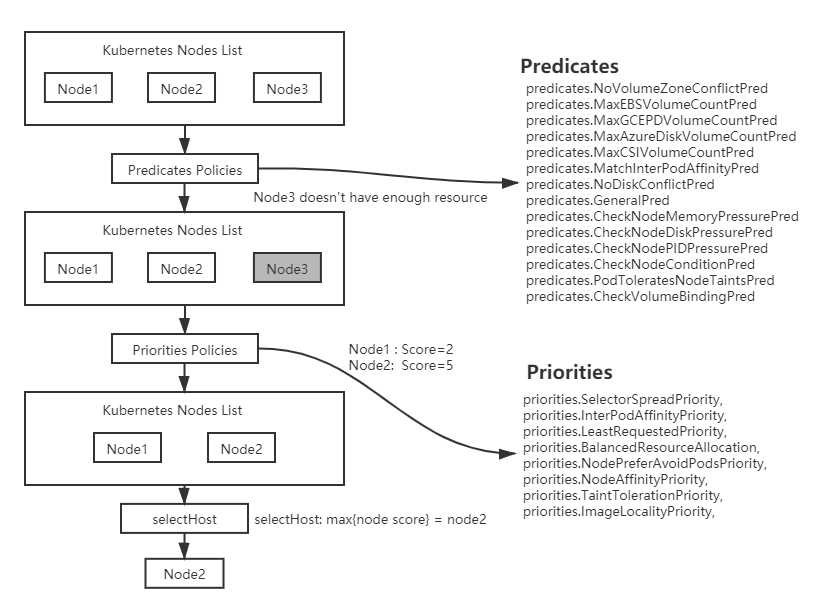 Kubernetes Nodes List
Node1
Node2
Node3
Predicates Policies
Node3 doesn't have enough resource
Kubernetes Nodes List
Node1
Node2
Node3
Priorities Policies
Node1 : Score=2
Node2:  Score=5
Kubernetes Nodes List
Node1
Node2
selectHost
selectHost: max{node score} = node2
Node2
Predicates
predicates.NoVolumeZoneConflictPred
predicates.MaxEBSVolumeCountPred
predicates.MaxGCEPDVolumeCountPred
predicates.MaxAzureDiskVolumeCountPred
predicates.MaxCSIVolumeCountPred
predicates.MatchInterPodAffinityPred
predicates.NoDiskConflictPred
predicates.GeneralPred
predicates.CheckNodeMemoryPressurePred
predicates.CheckNodeDiskPressurePred
predicates.CheckNodePIDPressurePred
predicates.CheckNodeConditionPred
predicates.PodToleratesNodeTaintsPred
predicates.CheckVolumeBindingPred
Priorities
priorities.SelectorSpreadPriority,
priorities.InterPodAffinityPriority,
priorities.LeastRequestedPriority,
priorities.BalancedResourceAllocation,
priorities.NodePreferAvoidPodsPriority,
priorities.NodeAffinityPriority,
priorities.TaintTolerationPriority,
priorities.ImageLocalityPriority,